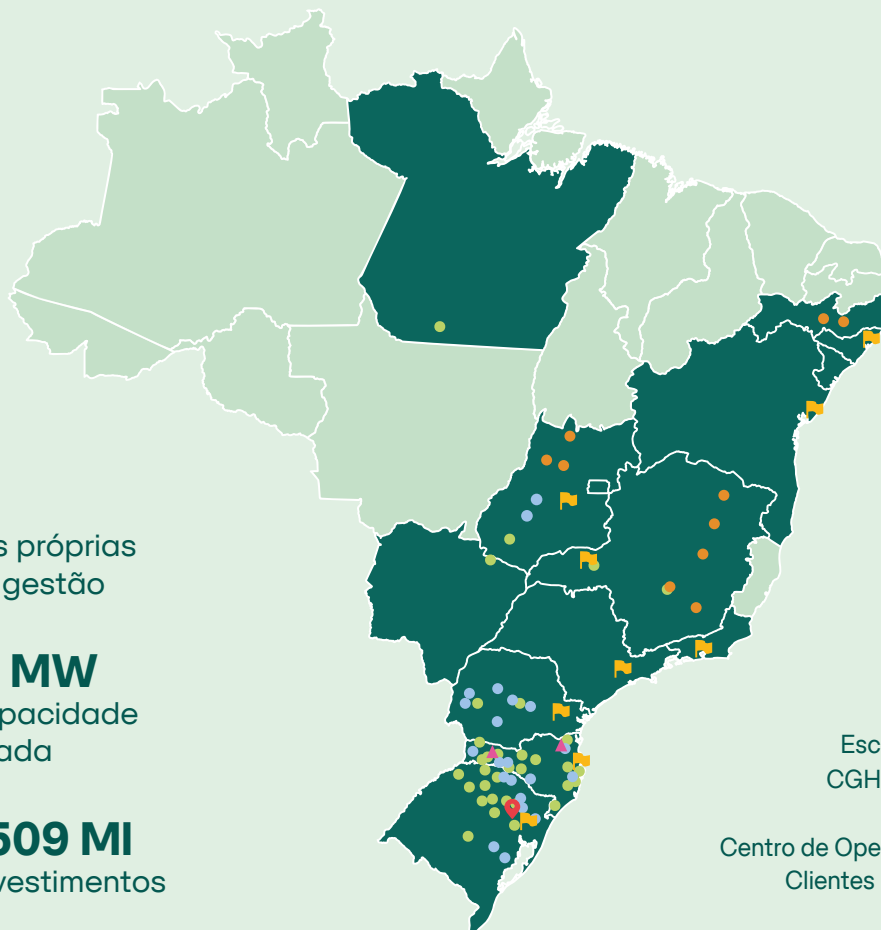 s próprias
gestão
MW
pacidade
ada
509 MI
vestimentos
Esc
CGH
Centro de Ope
Clientes